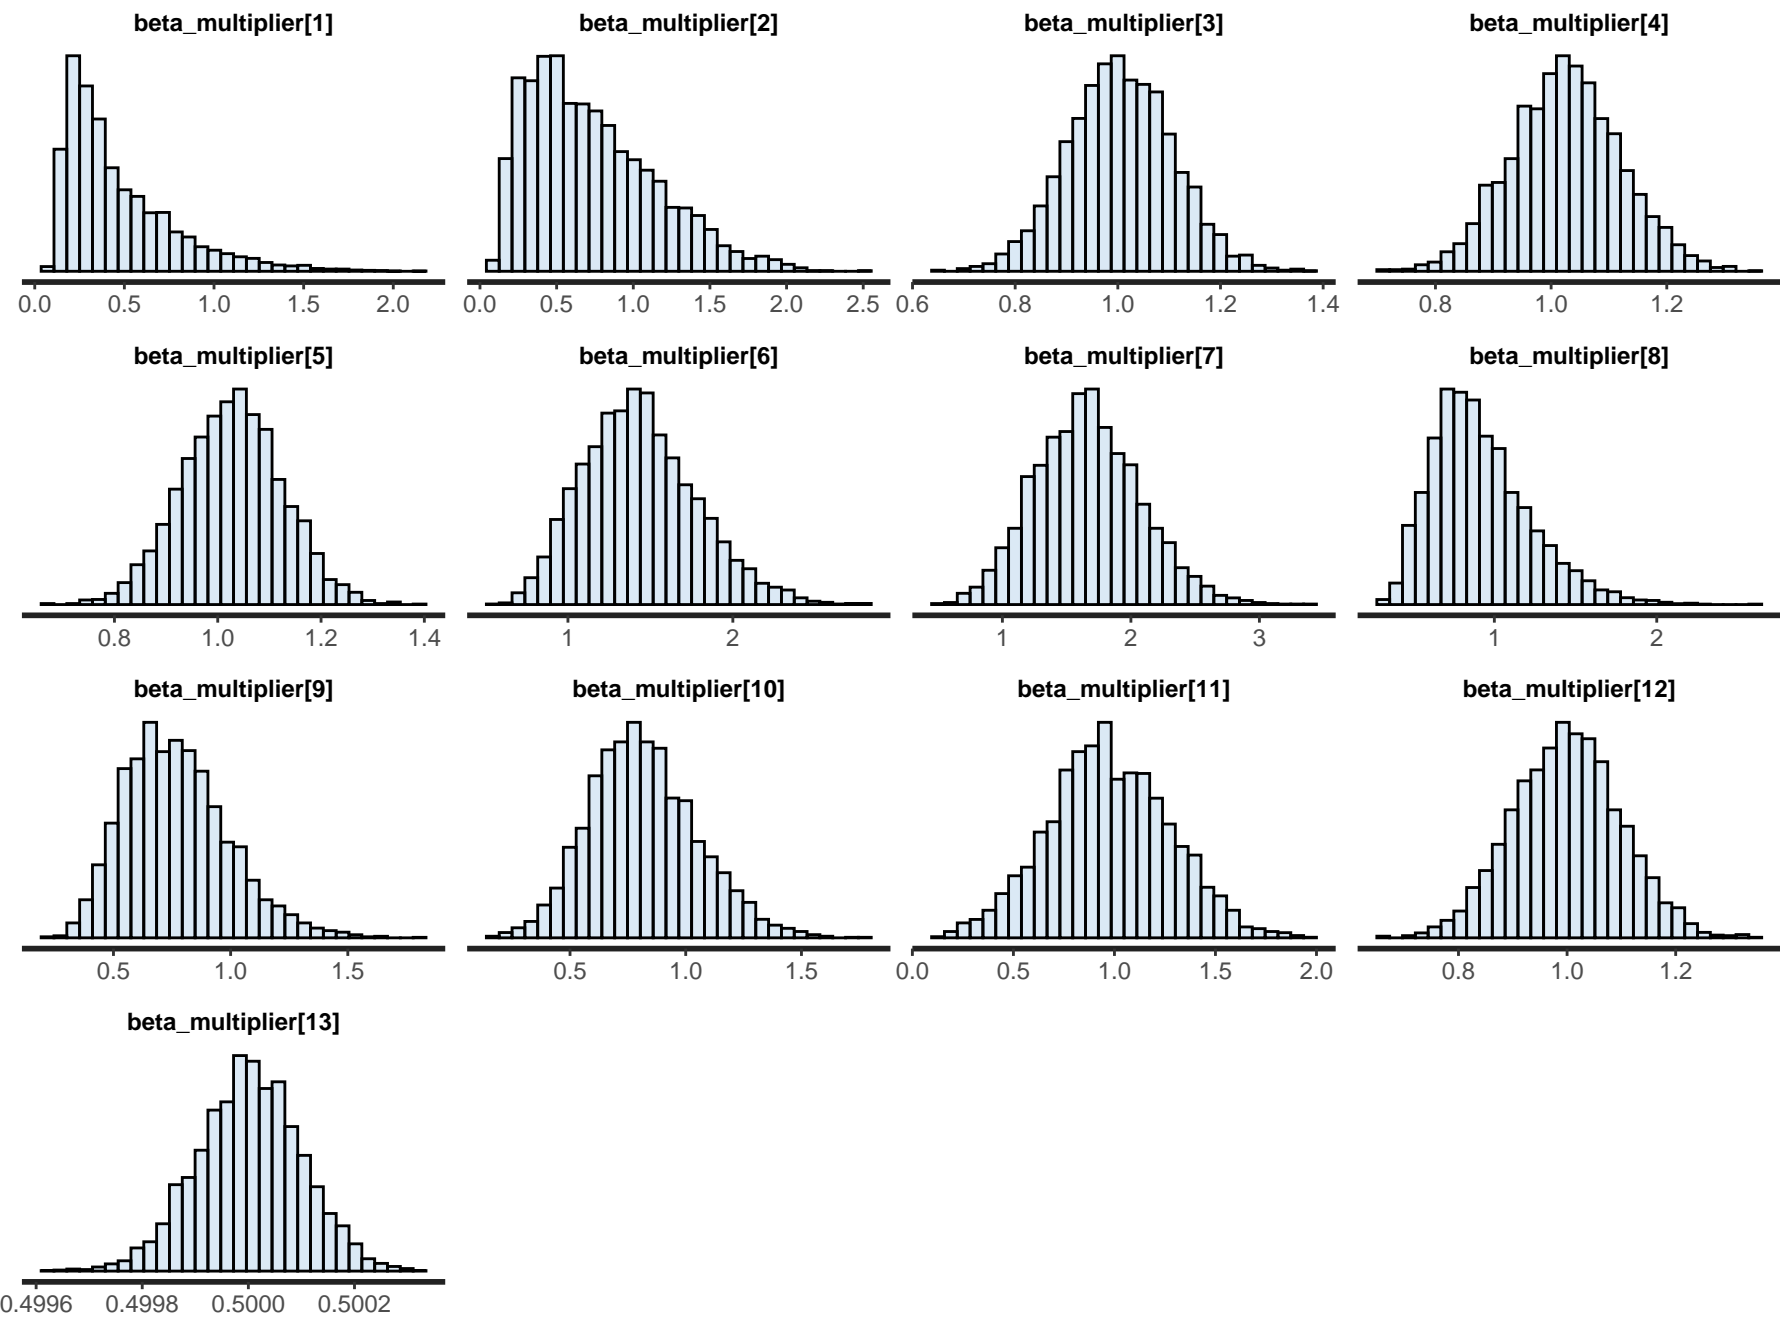 beta_multiplier[1] beta_multiplier[2] beta_multiplier[3] beta_multiplier[4]
0.0 0.5 1.0 1.5 2.0 0.0 0.5 1.0 1.5 2.0 2.5 0.6 0.8 1.0 1.2 1.4 0.8 1.0 1.2
beta_multiplier[5] beta_multiplier[6] beta_multiplier[7] beta_multiplier[8]
0.8 1.0 1.2 1.4 1 2 1 2 3 1 2
beta_multiplier[9] beta_multiplier[10] beta_multiplier[11] beta_multiplier[12]
0.5 1.0 1.5 0.5 1.0 1.5 0.0 0.5 1.0 1.5 2.0 0.8 1.0 1.2
beta_multiplier[13]
0.4996 0.4998 0.5000 0.5002